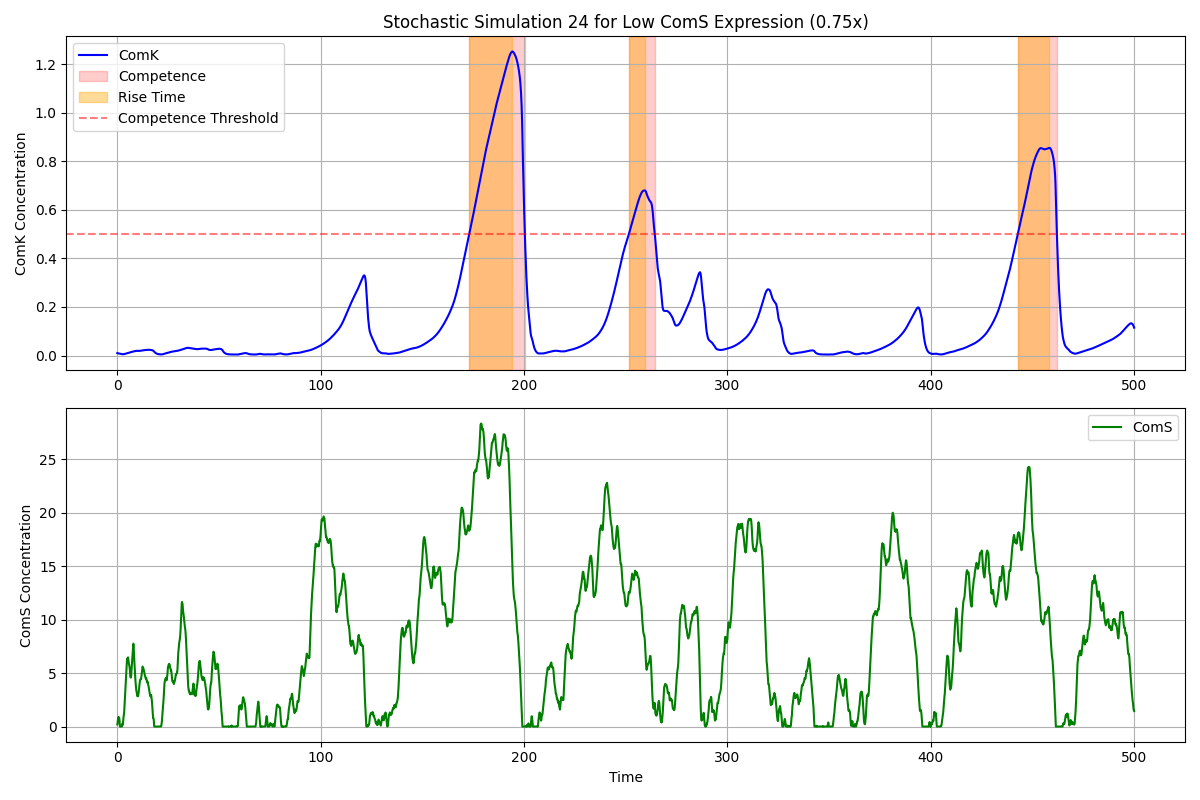 Stochastic Simulation 24 for Low ComS Expression (0.75x)
ComK
Competence
Rise Time
Competence Threshold
ComK Concentration
1.2
1.0
0.8
0.6
0.4
0.2
0.0
0 100 200 300 400 500
ComS
ComS Concentration
25
20
15
10
5
0
0 100 200 300 400 500
Time